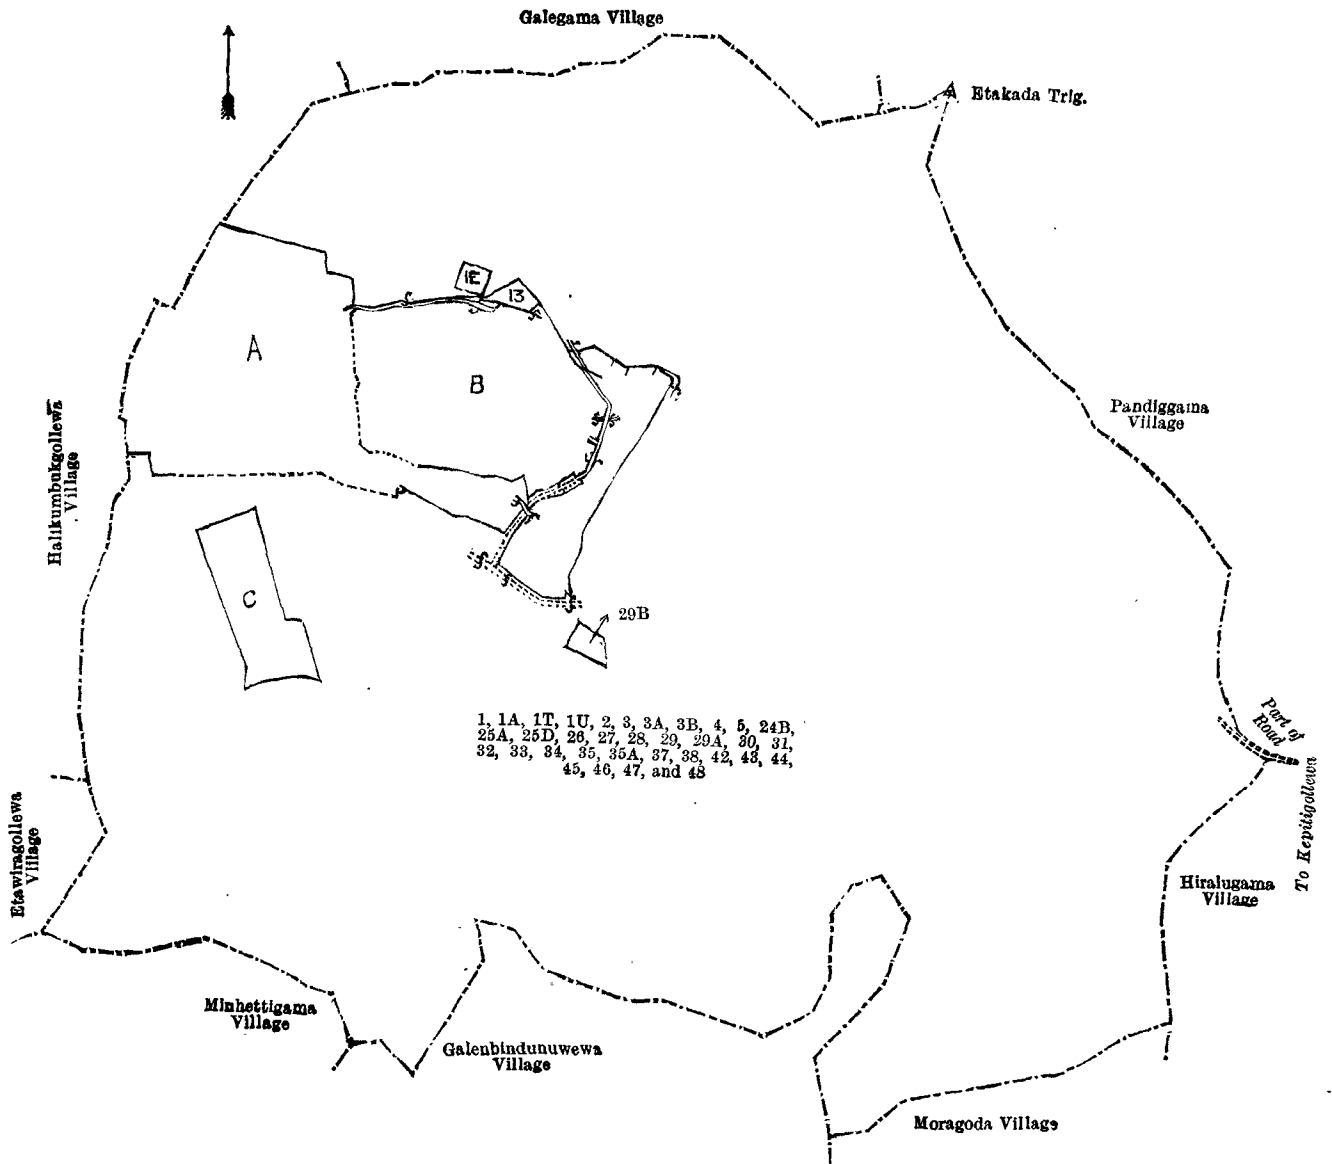 Galegama Village
Etakada Trig.
1E
13
A
B
Pandiggama
Village
Halikumbukgollewa
Village
C
29B
1, 1A, 1T, 1U, 2, 3, 3A, 3B, 4, 5, 24B,
25A, 25D, 26, 27, 28, 29, 29A, 30, 31,
32, 33, 34, 35, 35A, 37, 38, 42, 43, 44,
45, 46, 47, and 48
Part of
Road
To Kepitigollewa
Etawiragollewa
Village
Hiralugama
Village
Minhettigama
Village
Galenbindunuwewa
Village
Moragoda Village